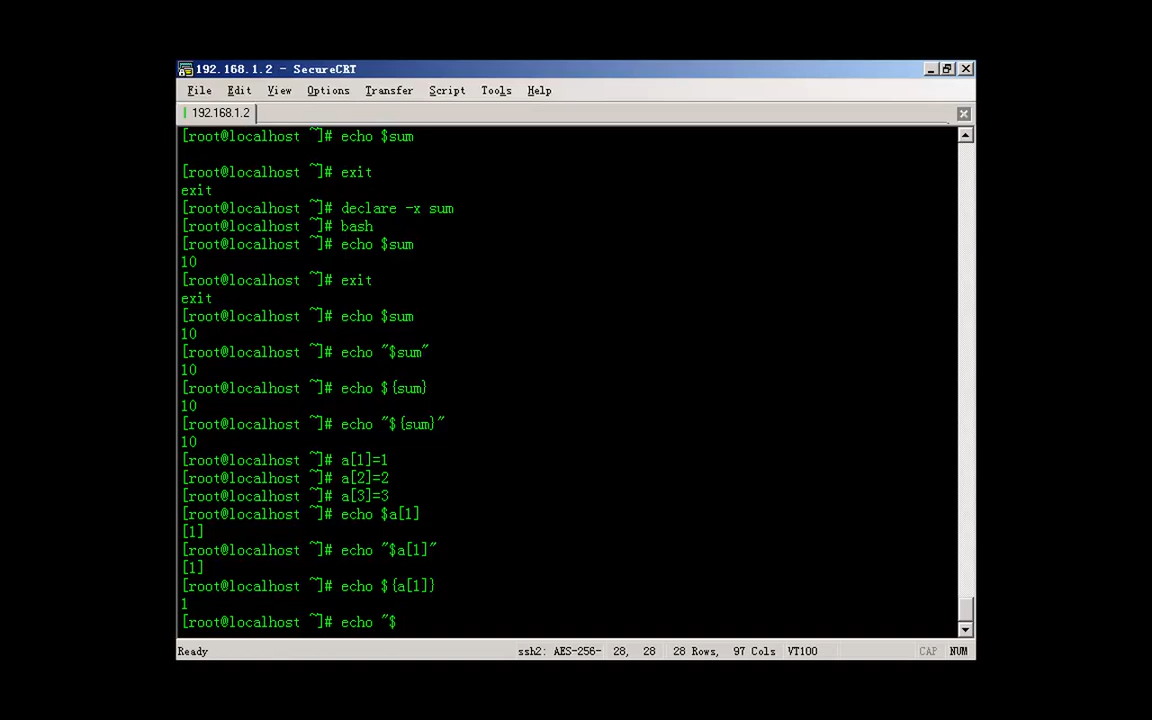 192.168.1.2 - SecureCRT
File Edit View Options Transfer Script Tools Help
192.168.1.2
[root@localhost ~]# echo $sum
[root@localhost ~]# exit
exit
[root@localhost ~]# declare -x sum
[root@localhost ~]# bash
[root@localhost ~]# echo $sum
10
[root@localhost ~]# exit
exit
[root@localhost ~]# echo $sum
10
[root@localhost ~]# echo "$sum"
10
[root@localhost ~]# echo ${sum}
10
[root@localhost ~]# echo "${sum}"
10
[root@localhost ~]# a[1]=1
[root@localhost ~]# a[2]=2
[root@localhost ~]# a[3]=3
[root@localhost ~]# echo $a[1]
[1]
[root@localhost ~]# echo "$a[1]"
[1]
[root@localhost ~]# echo ${a[1]}
1
[root@localhost ~]# echo "$
Ready ssh2: AES-256- 28, 28 28 Rows, 97 Cols VT100 CAP NUM